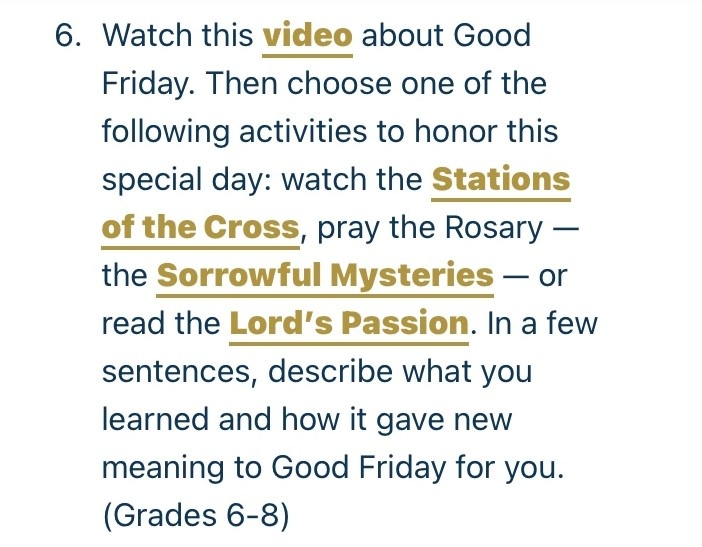 6. Watch this video about Good
Friday. Then choose one of the
following activities to honor this
special day: watch the Stations
of the Cross, pray the Rosary —
the Sorrowful Mysteries — or
read the Lord’s Passion. In a few
sentences, describe what you
learned and how it gave new
meaning to Good Friday for you.
(Grades 6-8)